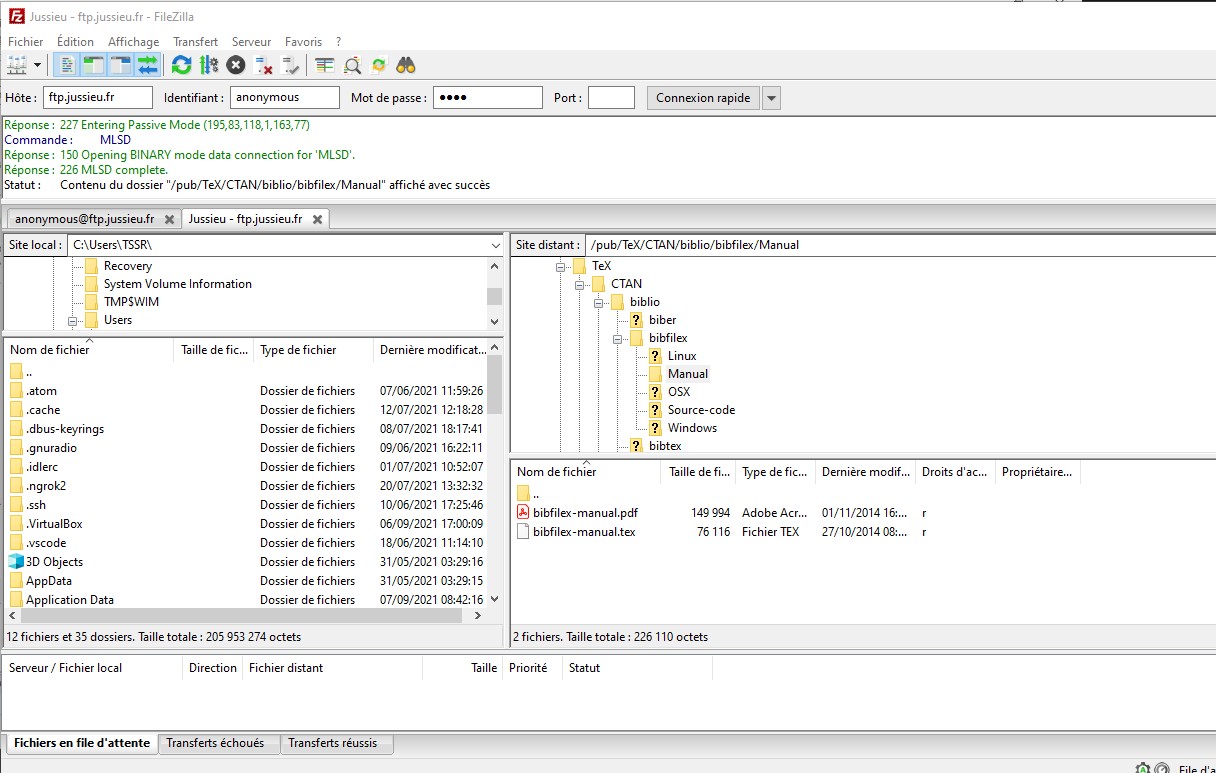 Jussieu - ftp.jussieu.fr - FileZilla
Fichier Édition Affichage Transfert Serveur Favoris ?
Hôte : ftp.jussieu.fr Identifiant : anonymous Mot de passe : •••• Port : Connexion rapide
Réponse : 227 Entering Passive Mode (195,83,118,1,163,77)
Commande : MLSD
Réponse : 150 Opening BINARY mode data connection for 'MLSD'.
Réponse : 226 MLSD complete.
Statut : Contenu du dossier "/pub/TeX/CTAN/biblio/bibfilex/Manual" affiché avec succès
anonymous@ftp.jussieu.fr Jussieu - ftp.jussieu.fr
Site local : C:\Users\TSSR\
Recovery
System Volume Information
TMP$WIM
Users
Nom de fichier Taille de fic... Type de fichier Dernière modificat...
..
.atom Dossier de fichiers 07/06/2021 11:59:26
.cache Dossier de fichiers 12/07/2021 12:18:28
.dbus-keyrings Dossier de fichiers 08/07/2021 18:17:41
.gnuradio Dossier de fichiers 09/06/2021 16:22:11
.idlerc Dossier de fichiers 01/07/2021 10:52:07
.ngrok2 Dossier de fichiers 20/07/2021 13:32:32
.ssh Dossier de fichiers 10/06/2021 17:25:46
.VirtualBox Dossier de fichiers 06/09/2021 17:00:09
.vscode Dossier de fichiers 18/06/2021 11:14:10
3D Objects Dossier de fichiers 31/05/2021 03:29:16
AppData Dossier de fichiers 31/05/2021 03:29:15
Application Data Dossier de fichiers 07/09/2021 08:42:16
12 fichiers et 35 dossiers. Taille totale : 205 953 274 octets
Site distant : /pub/TeX/CTAN/biblio/bibfilex/Manual
TeX
CTAN
biblio
? biber
bibfilex
? Linux
Manual
? OSX
? Source-code
? Windows
? bibtex
Nom de fichier Taille de fi... Type de fic... Dernière modif... Droits d'ac... Propriétaire...
..
bibfilex-manual.pdf 149 994 Adobe Acr... 01/11/2014 16:... r
bibfilex-manual.tex 76 116 Fichier TEX 27/10/2014 08:... r
2 fichiers. Taille totale : 226 110 octets
Serveur / Fichier local Direction Fichier distant Taille Priorité Statut
Fichiers en file d'attente Transferts échoués Transferts réussis
File d'a